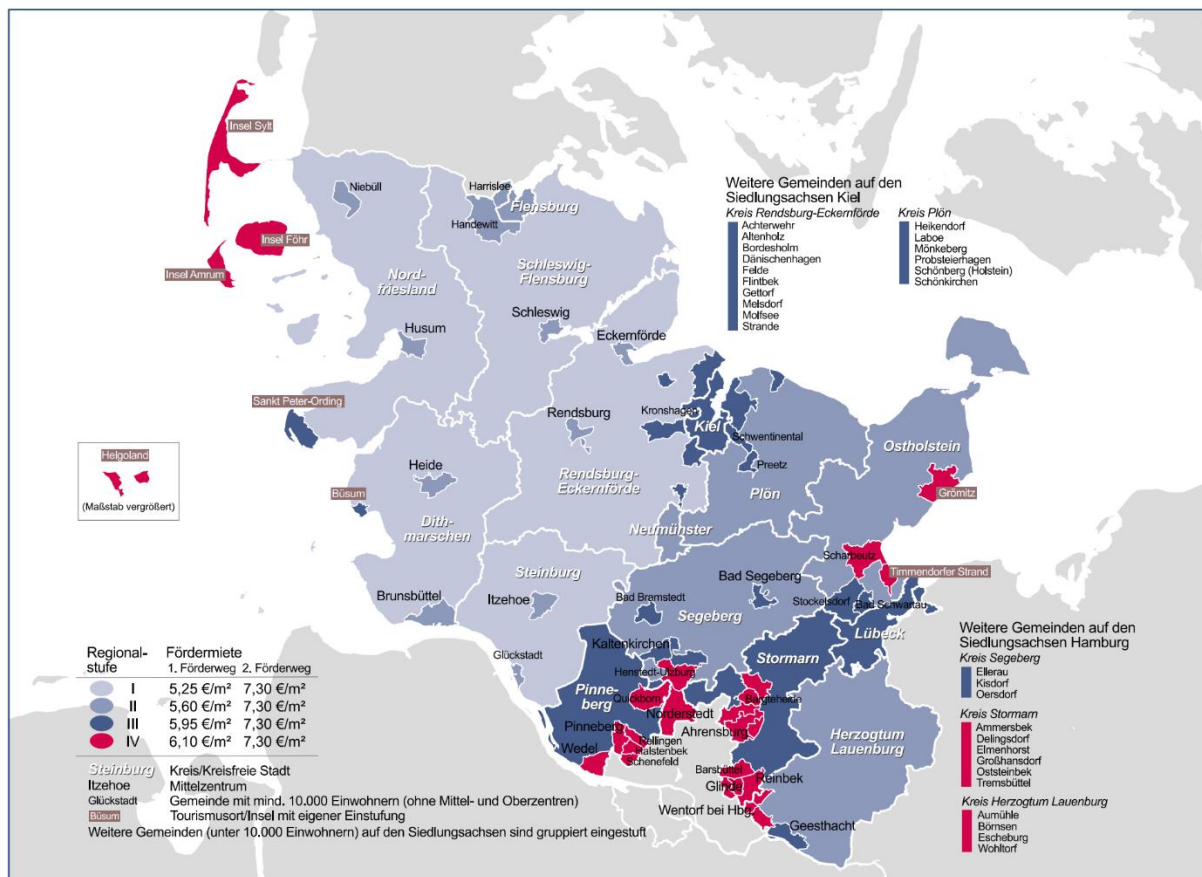 Insel Sylt
Niebüll
Harrislee
Flensburg
Handewitt
Insel Föhr
Insel Amrum
Nord-
friesland
Schleswig-
Flensburg
Schleswig
Husum
Eckernförde
Weitere Gemeinden auf den
Siedlungsachsen Kiel
Kreis Rendsburg-Eckernförde
Achterwehr
Altenholz
Bordesholm
Dänischenhagen
Felde
Flintbek
Gettorf
Melsdorf
Molfsee
Strande
Kreis Plön
Heikendorf
Laboe
Mönkeberg
Probsteierhagen
Schönberg (Holstein)
Schönkirchen
Sankt Peter-Ording
Rendsburg
Kronshagen
Kiel
Schwentinental
Preetz
Ostholstein
Helgoland
(Maßstab vergrößert)
Heide
Büsum
Rendsburg-
Eckernförde
Plön
Grömitz
Dith-
marschen
Neumünster
Steinburg
Scharbeutz
Timmendorfer Strand
Brunsbüttel
Itzehoe
Bad Bramstedt
Bad Segeberg
Segeberg
Stockelsdorf
Bad Schwartau
Lübeck
Glückstadt
Kaltenkirchen
Henstedt-Ulzburg
Stormarn
Pinne-
berg
Quickborn
Norderstedt
Bargteheide
Ahrensburg
Pinneberg
Rellingen
Halstenbek
Schenefeld
Wedel
Herzogtum
Lauenburg
Barsbüttel
Reinbek
Glinde
Wentorf bei Hbg.
Geesthacht
Weitere Gemeinden auf den
Siedlungsachsen Hamburg
Kreis Segeberg
Ellerau
Kisdorf
Oersdorf
Kreis Stormarn
Ammersbek
Delingsdorf
Elmenhorst
Großhansdorf
Oststeinbek
Tremsbüttel
Kreis Herzogtum Lauenburg
Aumühle
Börnsen
Escheburg
Wohltorf
Regional- Fördermiete
stufe 1. Förderweg 2. Förderweg
I 5,25 €/m² 7,30 €/m²
II 5,60 €/m² 7,30 €/m²
III 5,95 €/m² 7,30 €/m²
IV 6,10 €/m² 7,30 €/m²
Steinburg Kreis/Kreisfreie Stadt
Itzehoe Mittelzentrum
Glückstadt Gemeinde mit mind. 10.000 Einwohnern (ohne Mittel- und Oberzentren)
Büsum Tourismusort/Insel mit eigener Einstufung
Weitere Gemeinden (unter 10.000 Einwohnern) auf den Siedlungsachsen sind gruppiert eingestuft